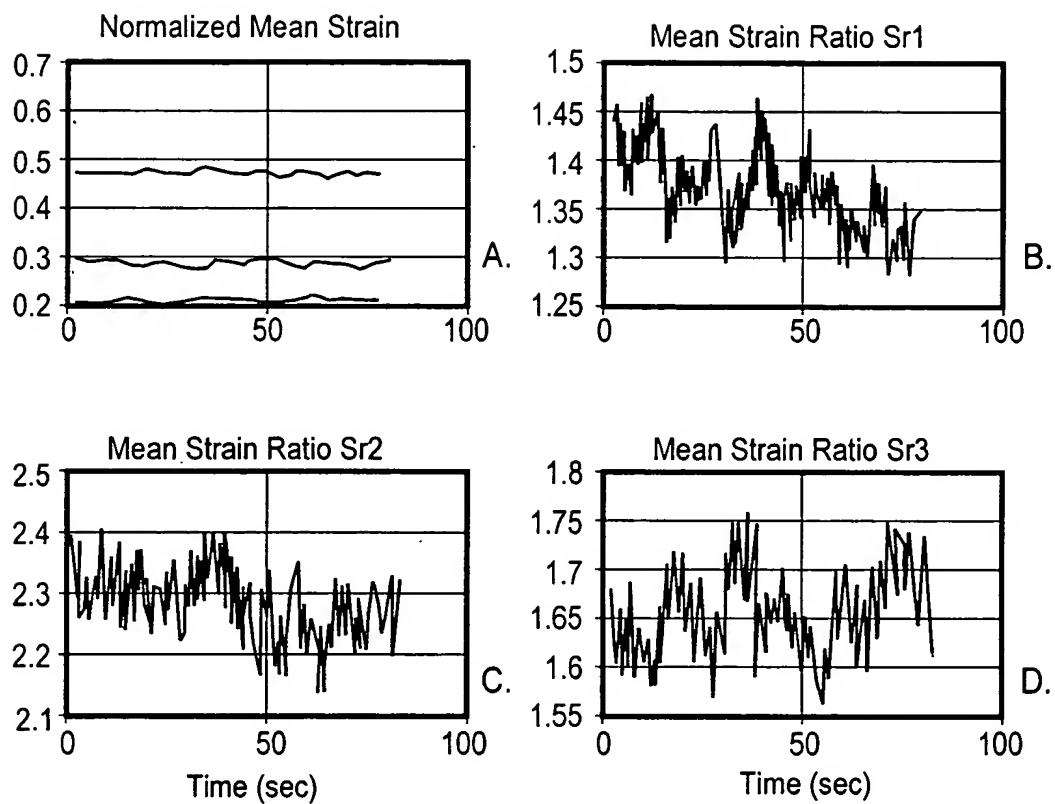 Normalized Mean Strain
0.7
0.6
0.5
0.4
0.3
0.2
0 50 100
A.
Mean Strain Ratio Sr1
1.5
1.45
1.4
1.35
1.3
1.25
0 50 100
B.
Mean Strain Ratio Sr2
2.5
2.4
2.3
2.2
2.1
0 50 100
Time (sec)
C.
Mean Strain Ratio Sr3
1.8
1.75
1.7
1.65
1.6
1.55
0 50 100
Time (sec)
D.